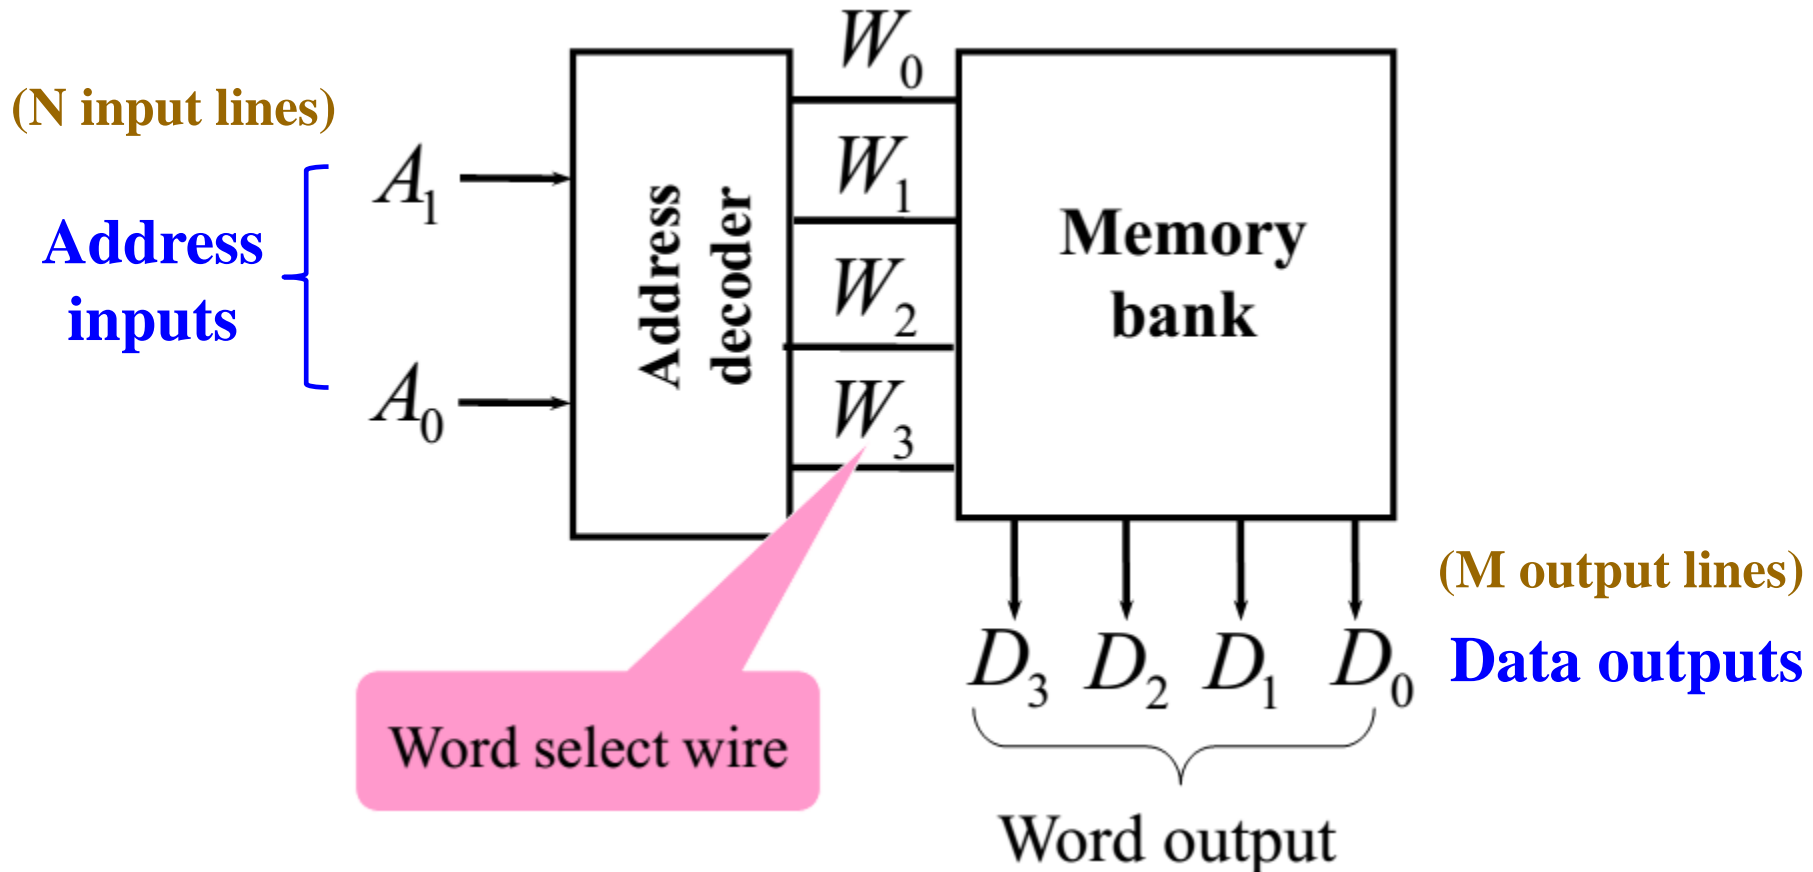 (N input lines)
Address
inputs
A1
A0
Address
decoder
W0
W1
W2
W3
Memory
bank
Word select wire
D3 D2 D1 D0
(M output lines)
Data outputs
Word output